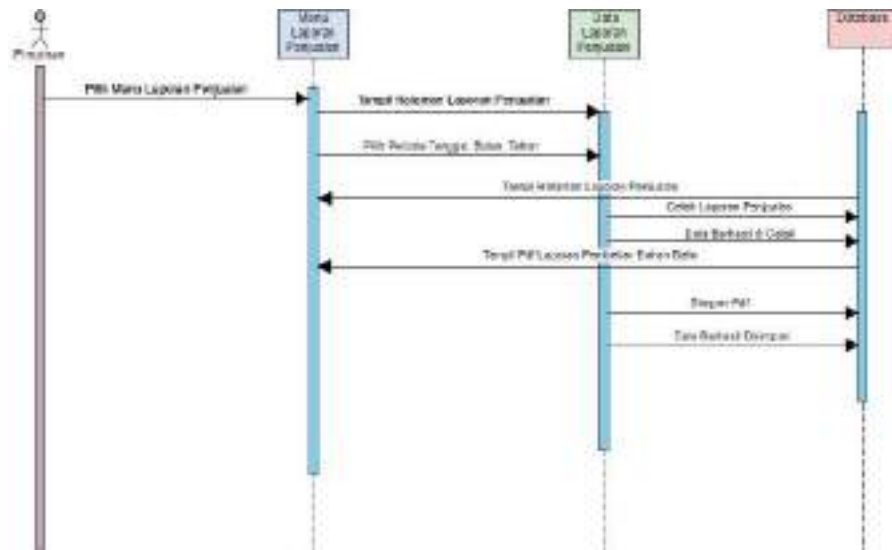 Menu
Laporan
Penjualan
Data
Laporan
Penjualan
Database
Pimpinan
Pilih Menu Laporan Penjualan
Tampil Halaman Laporan Penjualan
Pilih Periode Tanggal, Bulan, Tahun
Tampil Halaman Laporan Penjualan
Cetak Laporan Penjualan
Data Berhasil di Cetak
Tampil Pdf Laporan Pembelian Bahan Baku
Simpan Pdf
Data Berhasil Disimpan